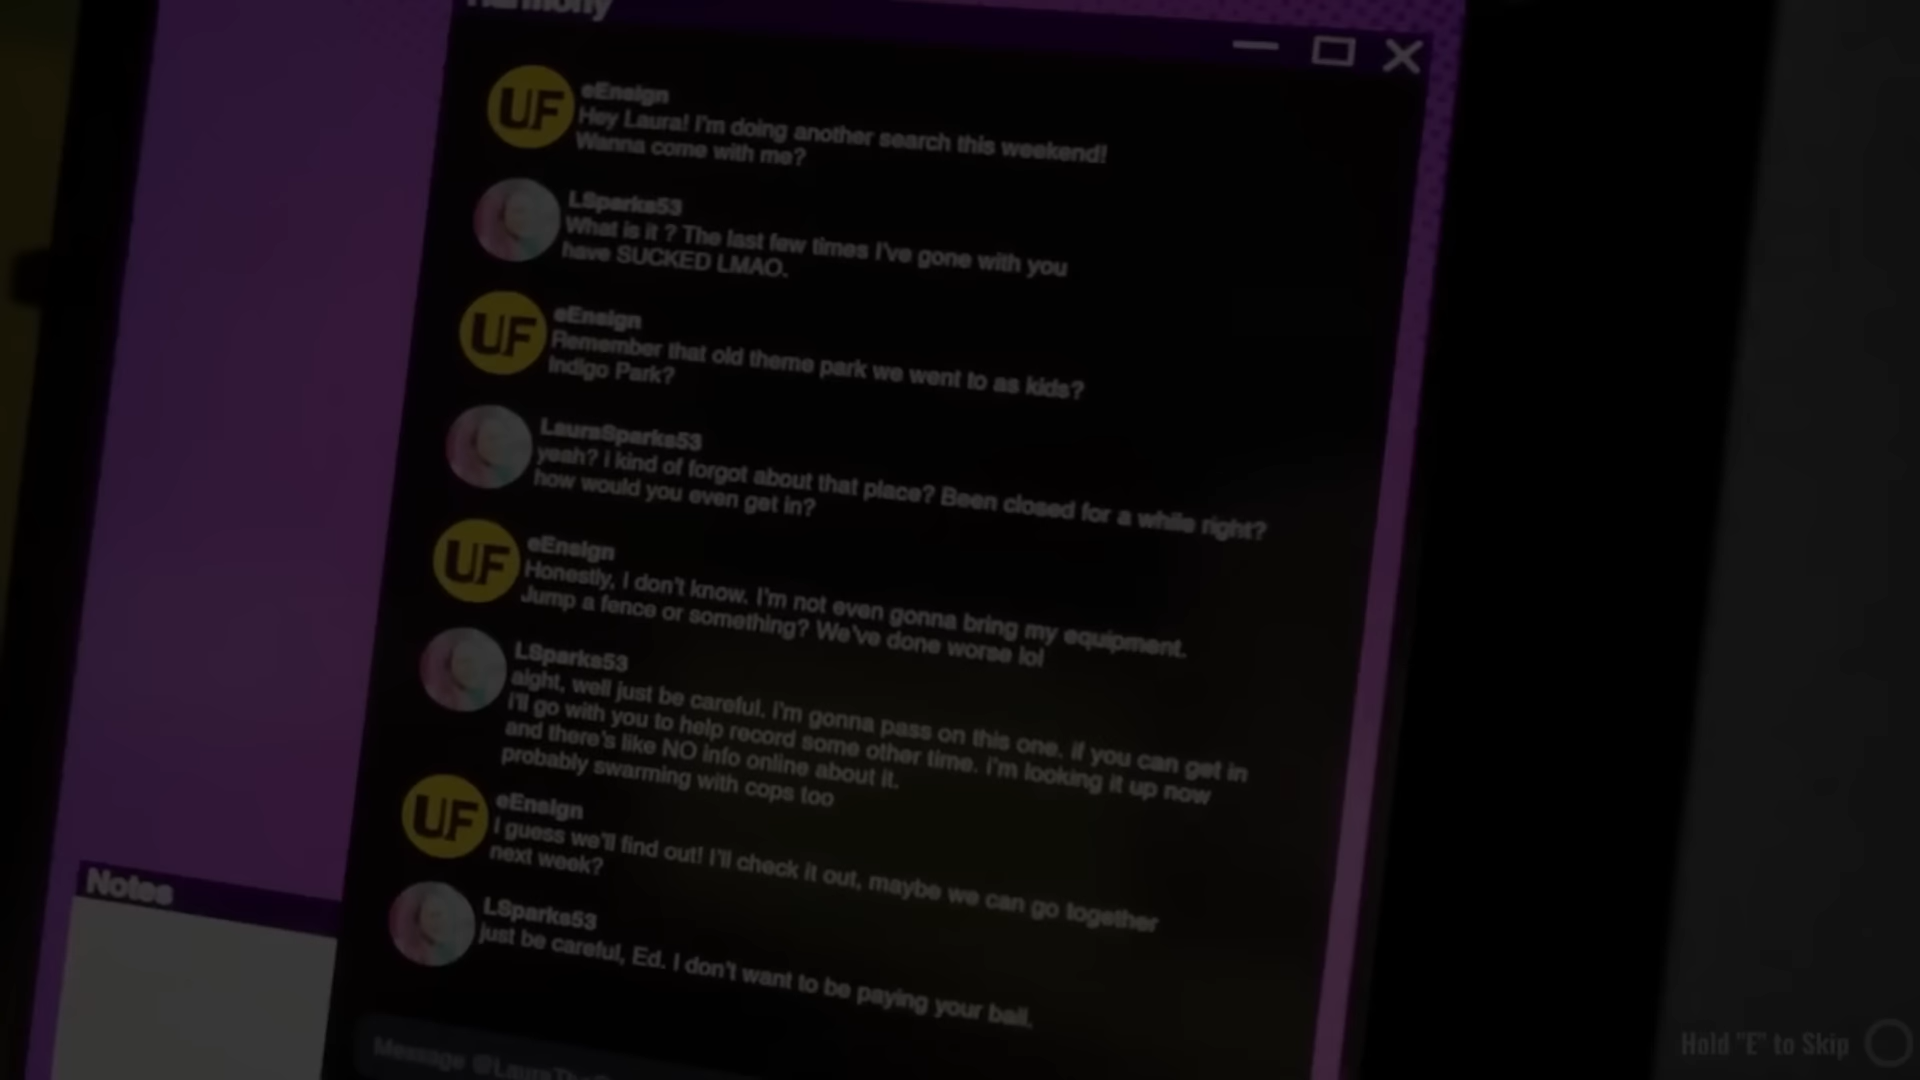 Harmony
UF
eEnsign
Hey Laura! I'm doing another search this weekend!
Wanna come with me?
LSparks53
What is it ? The last few times I've gone with you
have SUCKED LMAO.
UF
eEnsign
Remember that old theme park we went to as kids?
Indigo Park?
LauraSparks53
yeah? I kind of forgot about that place? Been closed for a while right?
how would you even get in?
UF
eEnsign
Honestly, I don't know. I'm not even gonna bring my equipment.
Jump a fence or something? We've done worse lol
LSparks53
aight, well just be careful. i'm gonna pass on this one. if you can get in
i'll go with you to help record some other time. i'm looking it up now
and there's like NO info online about it.
probably swarming with cops too
UF
eEnsign
I guess we'll find out! I'll check it out, maybe we can go together
next week?
LSparks53
just be careful, Ed. I don't want to be paying your bail.
Notes
Message
Hold "E" to Skip